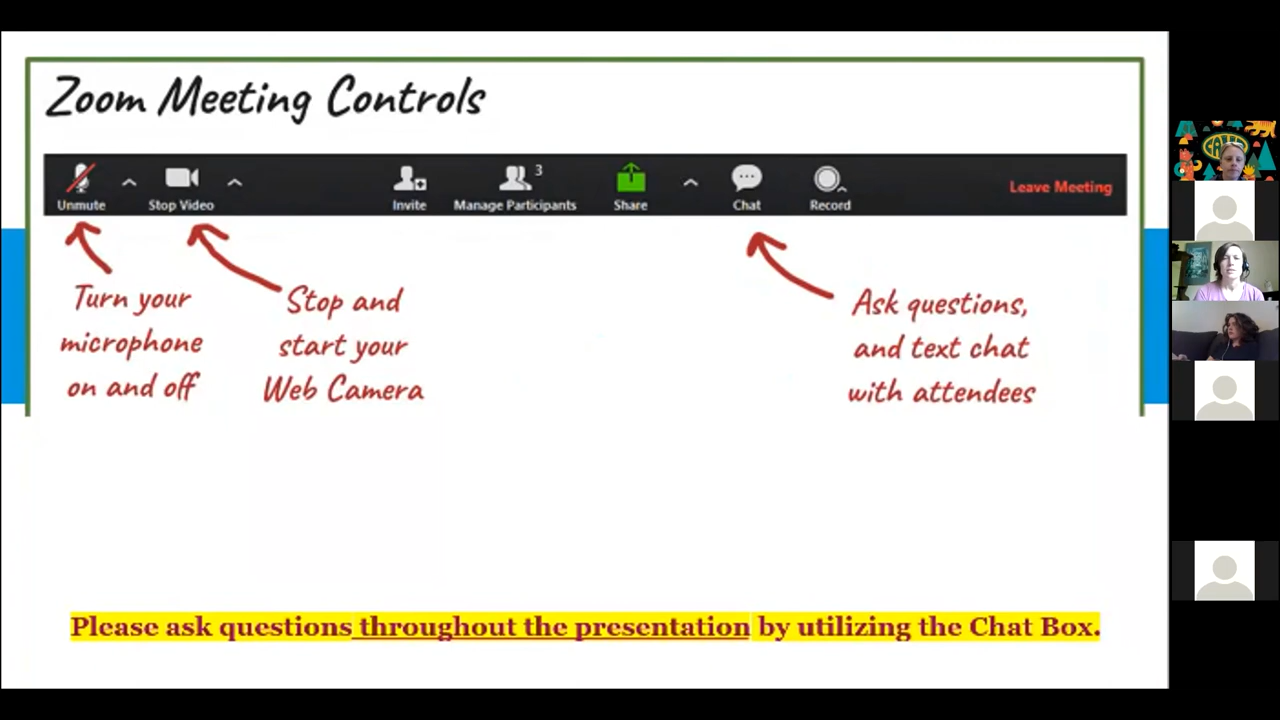 Zoom Meeting Controls
3
Unmute Stop Video Invite Manage Participants Share Chat Record Leave Meeting
Turn your
microphone
on and off
Stop and
start your
Web Camera
Ask questions,
and text chat
with attendees
Please ask questions throughout the presentation by utilizing the Chat Box.